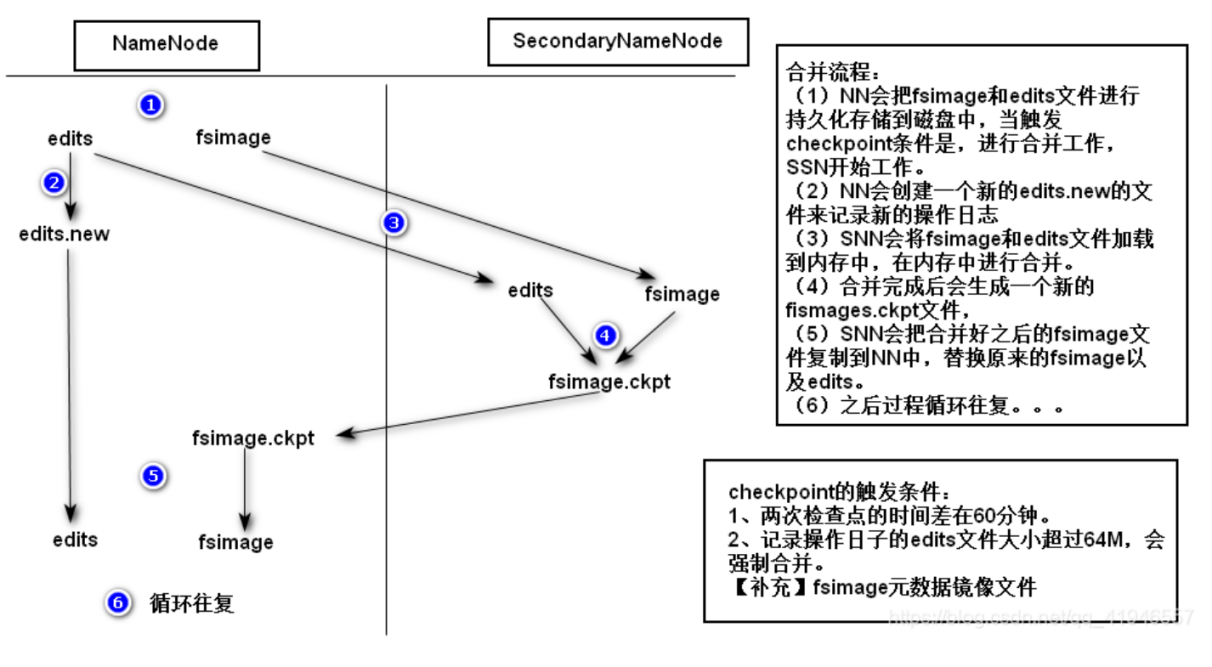 NameNode
SecondaryNameNode
1
edits
fsimage
2
edits.new
3
edits
fsimage
4
fsimage.ckpt
fsimage.ckpt
5
edits
fsimage
6 循环往复
合并流程：
（1）NN会把fsimage和edits文件进行
持久化存储到磁盘中，当触发
checkpoint条件是，进行合并工作，
SSN开始工作。
（2）NN会创建一个新的edits.new的文
件来记录新的操作日志
（3）SNN会将fsimage和edits文件加载
到内存中，在内存中进行合并。
（4）合并完成后会生成一个新的
fismages.ckpt文件，
（5）SNN会把合并好之后的fsimage文
件复制到NN中，替换原来的fsimage以
及edits。
（6）之后过程循环往复。。。
checkpoint的触发条件：
1、两次检查点的时间差在60分钟。
2、记录操作日子的edits文件大小超过64M，会
强制合并。
【补充】fsimage元数据镜像文件
https://blog.csdn.net/qq_41946557